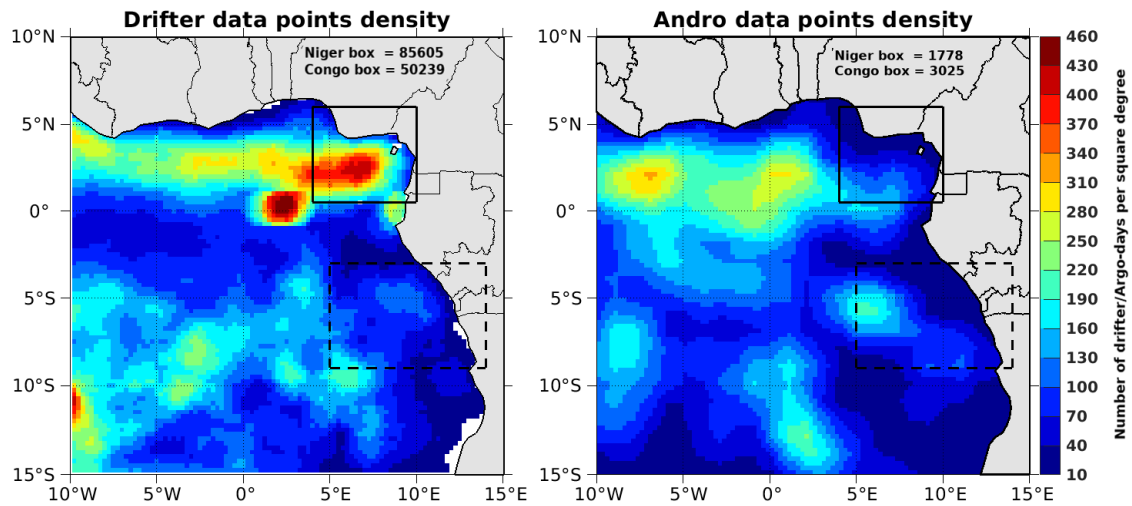 Drifter data points density
Andro data points density
Niger box = 85605
Congo box = 50239
Niger box = 1778
Congo box = 3025
10°N
5°N
0°
5°S
10°S
15°S
10°W
5°W
0°
5°E
10°E
15°E
10°N
5°N
0°
5°S
10°S
15°S
10°W
5°W
0°
5°E
10°E
15°E
460
430
400
370
340
310
280
250
220
190
160
130
100
70
40
10
Number of drifter/Argo-days per square degree